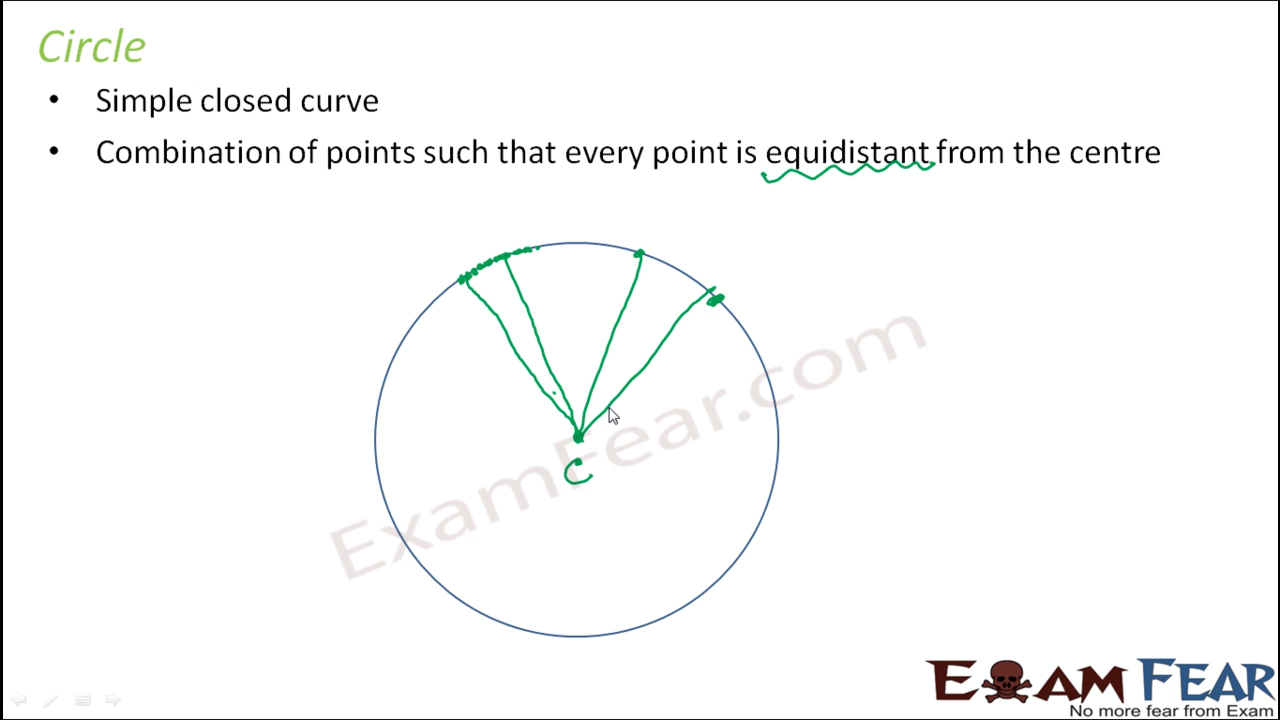 Circle
• Simple closed curve
• Combination of points such that every point is equidistant from the centre
C
ExamFear.com
EXAM FEAR
No more fear from Exam